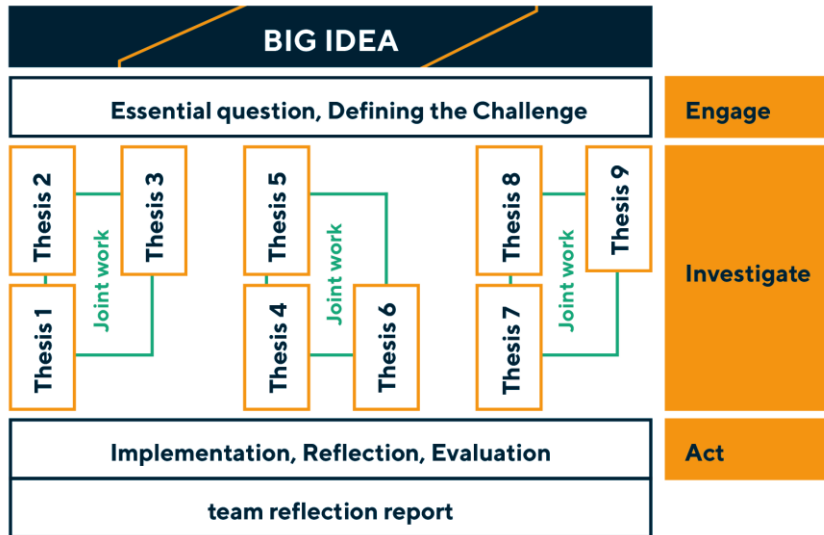 BIG IDEA
Essential question, Defining the Challenge
Engage
Thesis 2
Thesis 3
Thesis 1
Joint work
Thesis 5
Thesis 4
Joint work
Thesis 6
Thesis 8
Thesis 9
Thesis 7
Joint work
Investigate
Implementation, Reflection, Evaluation
Act
team reflection report